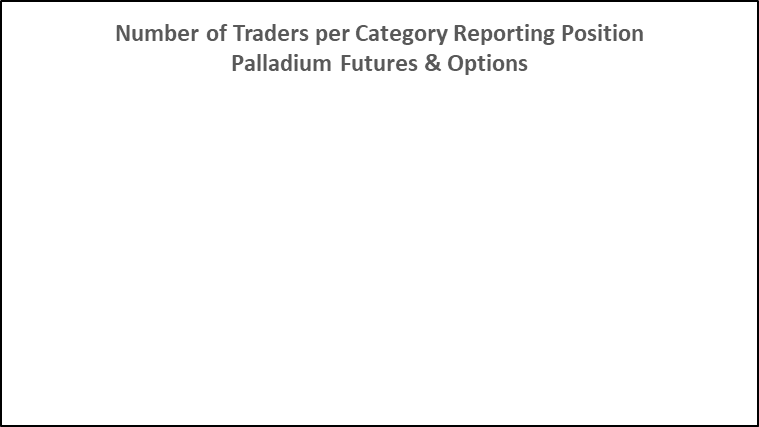 Number of Traders per Category Reporting Position
Palladium Futures & Options